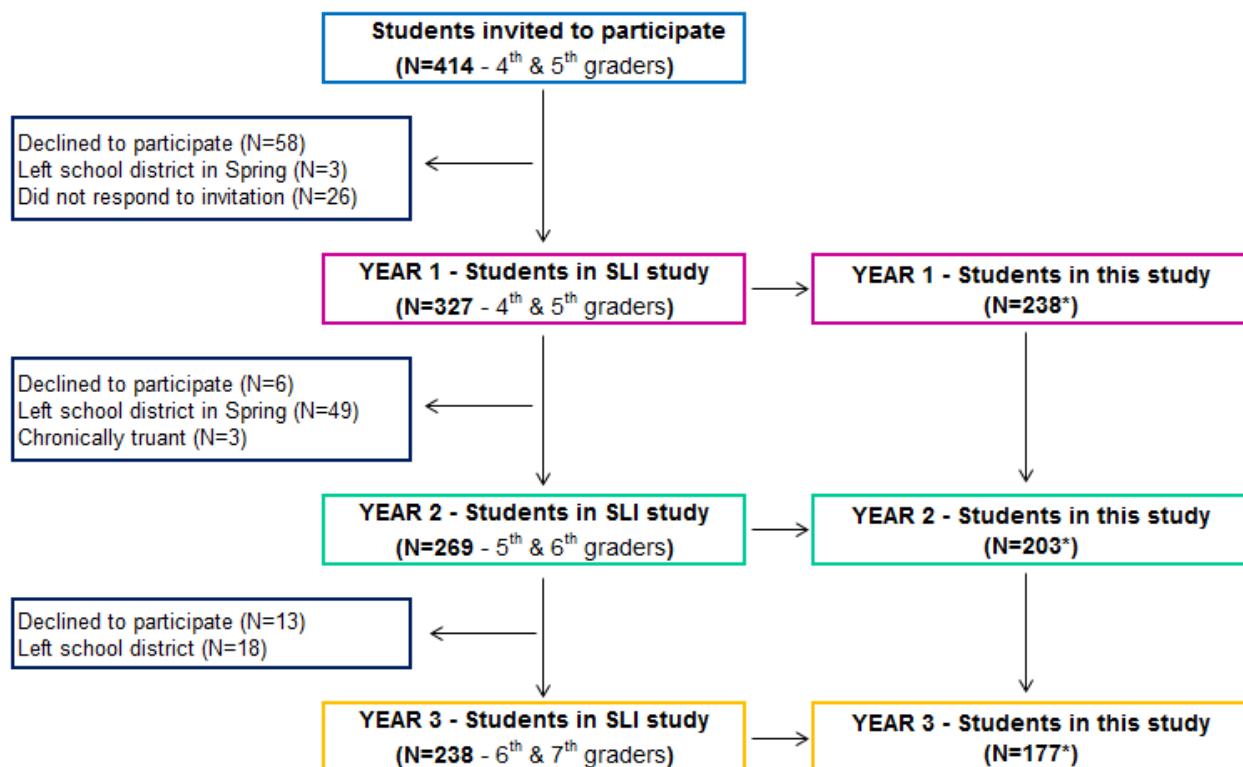 Students invited to participate
(N=414 - 4th & 5th graders)
Declined to participate (N=58)
Left school district in Spring (N=3)
Did not respond to invitation (N=26)
YEAR 1 - Students in SLI study
(N=327 - 4th & 5th graders)
YEAR 1 - Students in this study
(N=238*)
Declined to participate (N=6)
Left school district in Spring (N=49)
Chronically truant (N=3)
YEAR 2 - Students in SLI study
(N=269 - 5th & 6th graders)
YEAR 2 - Students in this study
(N=203*)
Declined to participate (N=13)
Left school district (N=18)
YEAR 3 - Students in SLI study
(N=238 - 6th & 7th graders)
YEAR 3 - Students in this study
(N=177*)